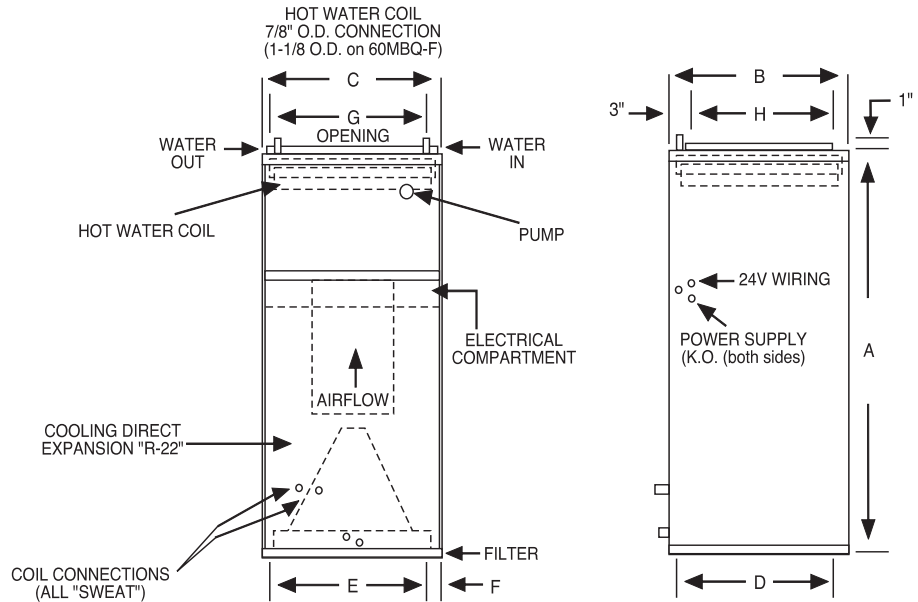 HOT WATER COIL
7/8" O.D. CONNECTION
(1-1/8 O.D. on 60MBQ-F)
C
G
OPENING
WATER
OUT
WATER
IN
HOT WATER COIL
PUMP
ELECTRICAL
COMPARTMENT
AIRFLOW
COOLING DIRECT
EXPANSION "R-22"
COIL CONNECTIONS
(ALL "SWEAT")
FILTER
E
F
B
H
3"
1"
24V WIRING
POWER SUPPLY
(K.O. (both sides)
A
D